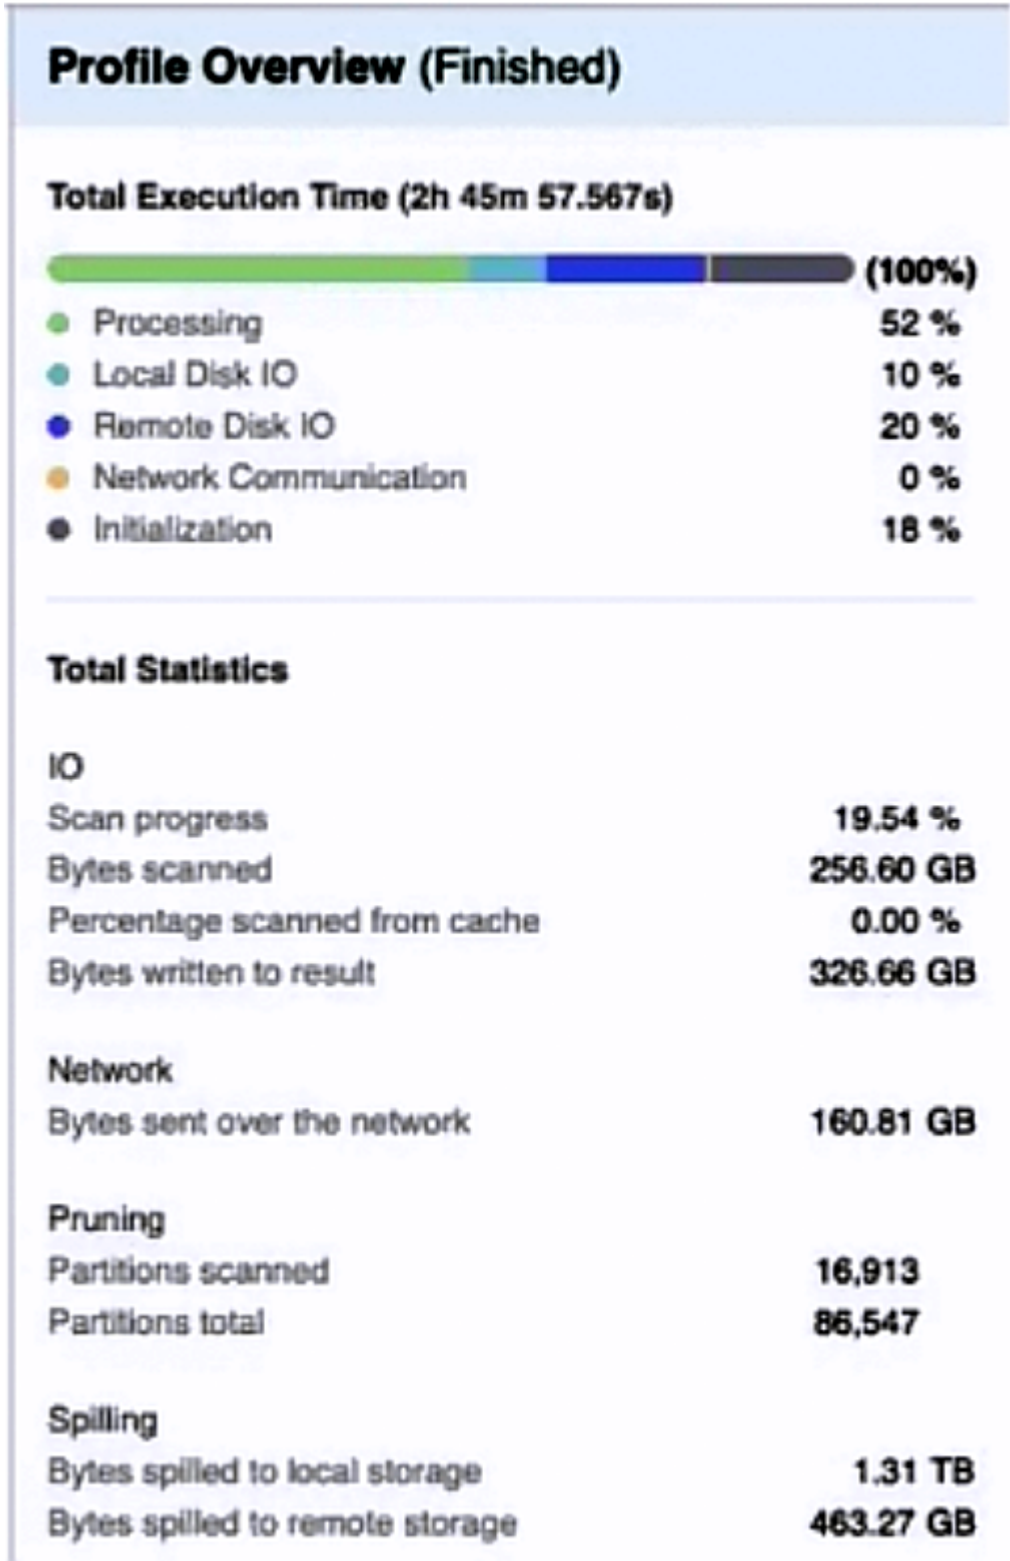 Profile Overview (Finished)
Total Execution Time (2h 45m 57.567s)
(100%)
Processing 52 %
Local Disk IO 10 %
Remote Disk IO 20 %
Network Communication 0 %
Initialization 18 %
Total Statistics
IO
Scan progress 19.54 %
Bytes scanned 256.60 GB
Percentage scanned from cache 0.00 %
Bytes written to result 326.66 GB
Network
Bytes sent over the network 160.81 GB
Pruning
Partitions scanned 16,913
Partitions total 86,547
Spilling
Bytes spilled to local storage 1.31 TB
Bytes spilled to remote storage 463.27 GB